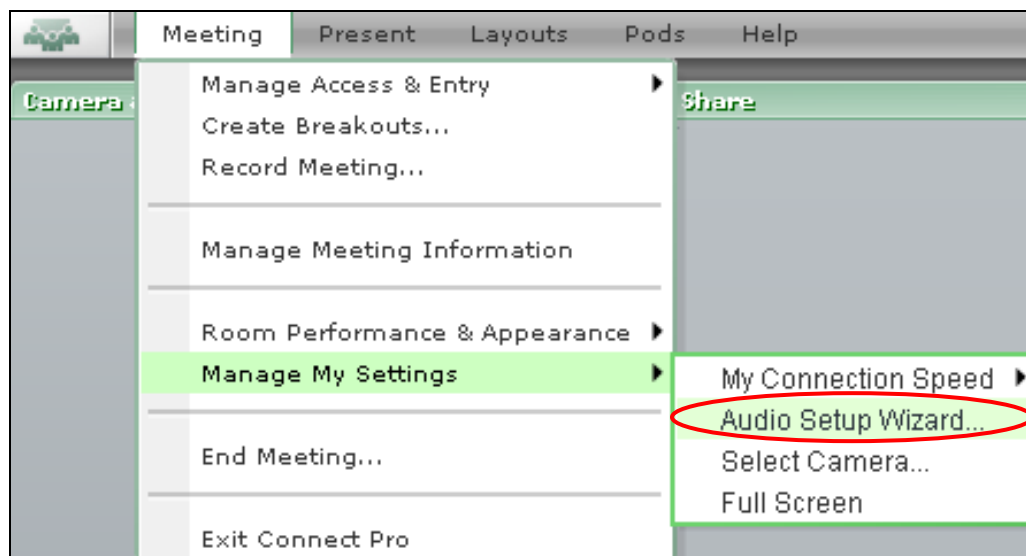 Meeting Present Layouts Pods Help
Camera
Share
Manage Access & Entry
Create Breakouts...
Record Meeting...
Manage Meeting Information
Room Performance & Appearance
Manage My Settings
My Connection Speed
Audio Setup Wizard...
Select Camera...
Full Screen
End Meeting...
Exit Connect Pro